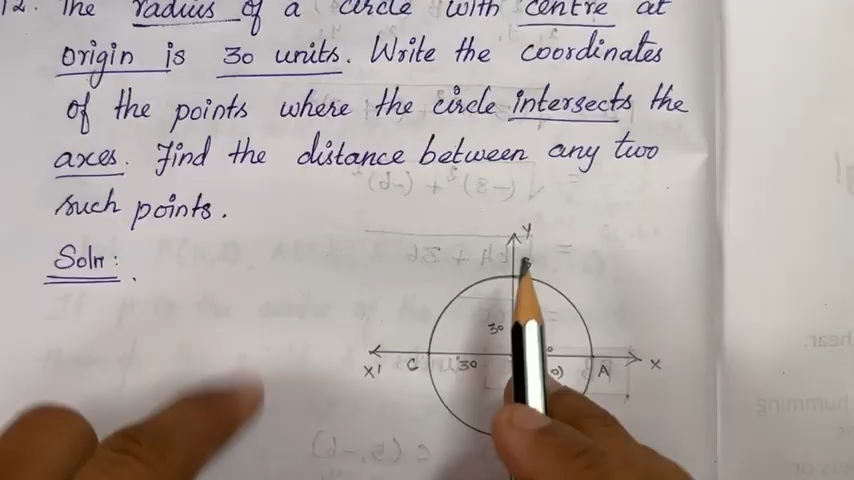 12. The radius of a circle with centre at
origin is 30 units. Write the coordinates
of the points where the circle intersects the
axes. Find the distance between any two
such points.
Soln:
Y
B
30
X' C 30 A X